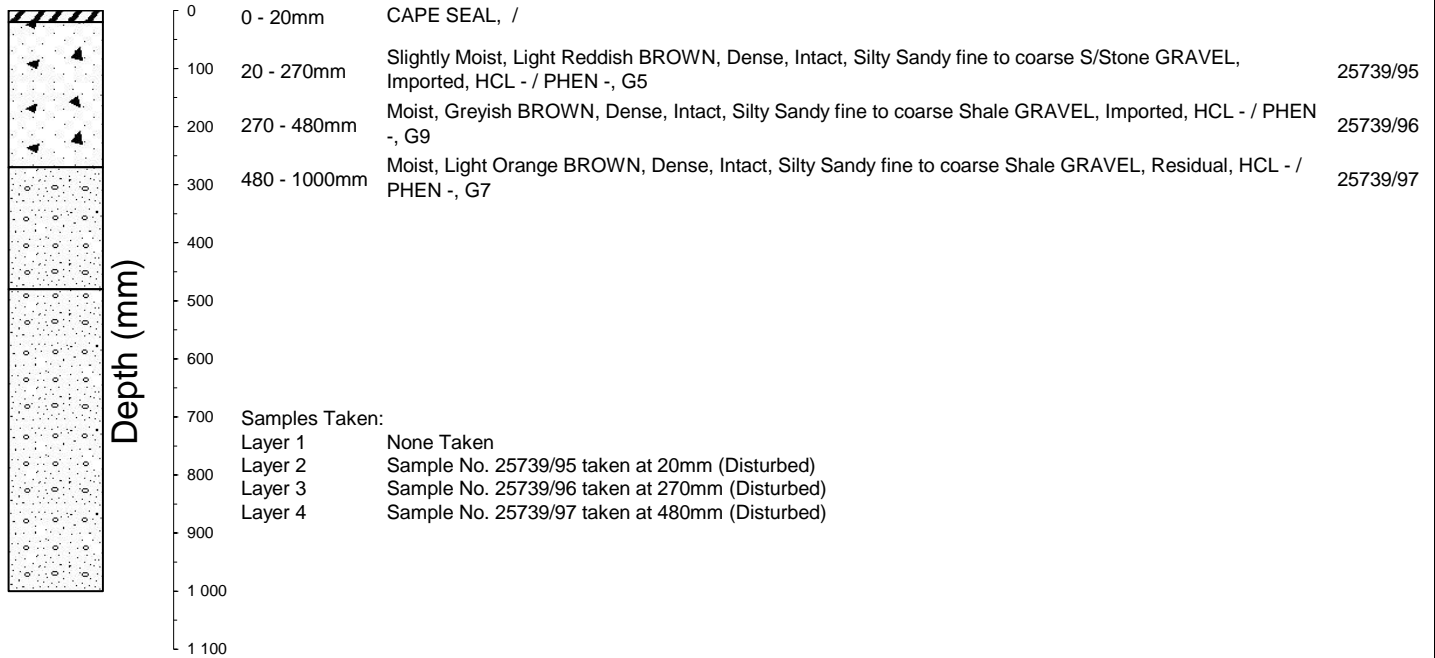 0
100
200
300
400
500
600
700
800
900
1 000
1 100
Depth (mm)
0 - 20mm CAPE SEAL, /
20 - 270mm Slightly Moist, Light Reddish BROWN, Dense, Intact, Silty Sandy fine to coarse S/Stone GRAVEL,
Imported, HCL - / PHEN -, G5 25739/95
270 - 480mm Moist, Greyish BROWN, Dense, Intact, Silty Sandy fine to coarse Shale GRAVEL, Imported, HCL - / PHEN
-, G9 25739/96
480 - 1000mm Moist, Light Orange BROWN, Dense, Intact, Silty Sandy fine to coarse Shale GRAVEL, Residual, HCL - /
PHEN -, G7 25739/97
Samples Taken:
Layer 1 None Taken
Layer 2 Sample No. 25739/95 taken at 20mm (Disturbed)
Layer 3 Sample No. 25739/96 taken at 270mm (Disturbed)
Layer 4 Sample No. 25739/97 taken at 480mm (Disturbed)